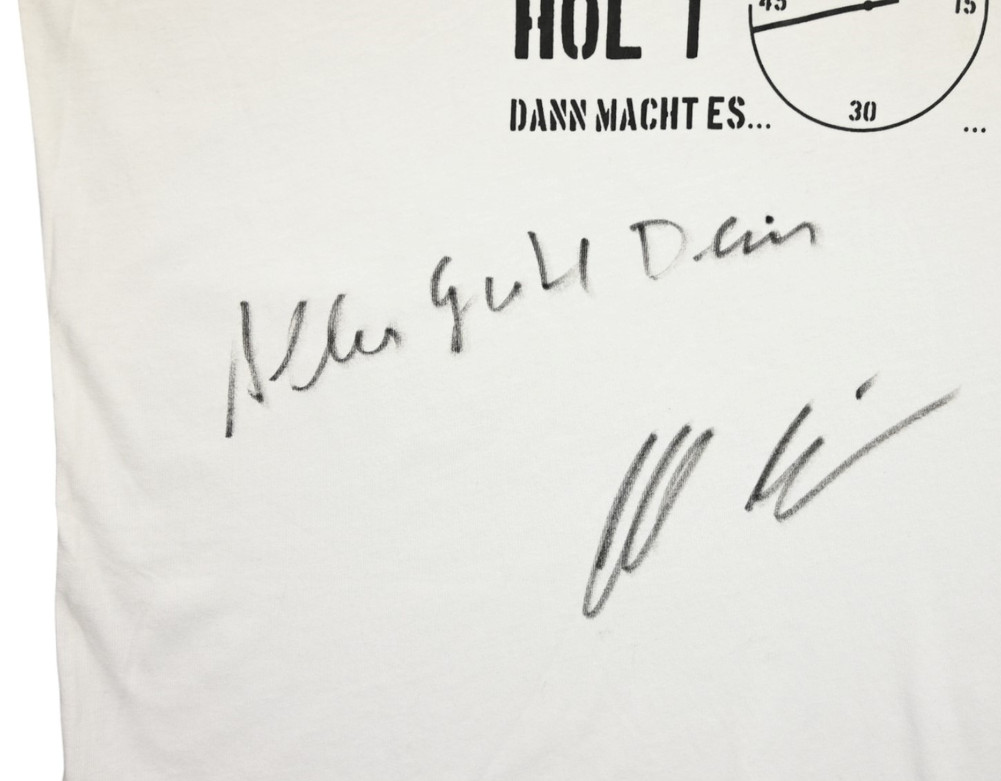 45 15
HOL T
DANN MACHT ES... 30 ...
Alles Gute Dein